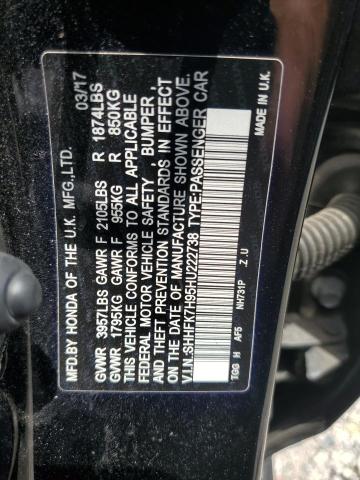 MFD.BY HONDA OF THE U.K. MFG.,LTD. 03/17
GVWR 3957LBS GAWR F 2105LBS R 1874LBS
GVWR 1795KG GAWR F 955KG R 850KG
THIS VEHICLE CONFORMS TO ALL APPLICABLE
FEDERAL MOTOR VEHICLE SAFETY, BUMPER,
AND THEFT PREVENTION STANDARDS IN EFFECT
ON THE DATE OF MANUFACTURE SHOWN ABOVE.
V.I.N.:SHHFK7H95HU222738 TYPE:PASSENGER CAR
NH731P Z.U MADE IN U.K.
TGG H AF5